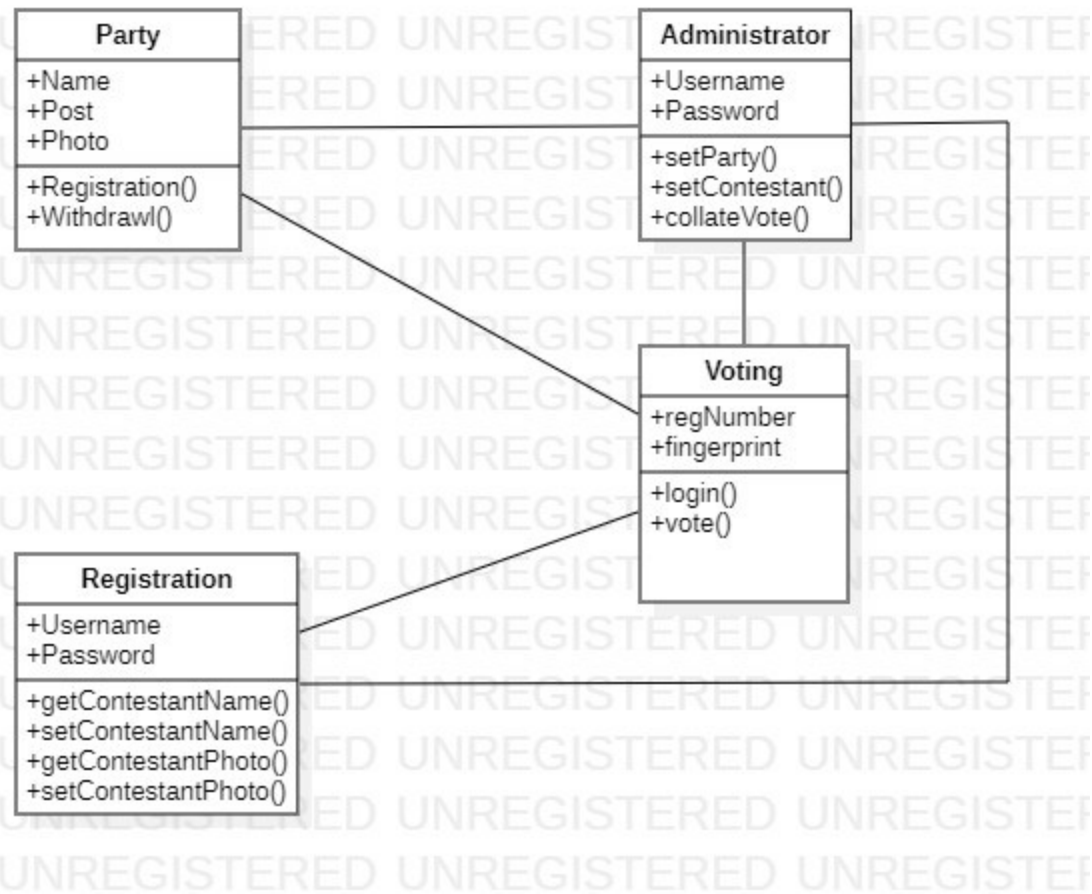 Party
+Name
+Post
+Photo
+Registration()
+Withdrawl()
Administrator
+Username
+Password
+setParty()
+setContestant()
+collateVote()
Voting
+regNumber
+fingerprint
+login()
+vote()
Registration
+Username
+Password
+getContestantName()
+setContestantName()
+getContestantPhoto()
+setContestantPhoto()
UNREGISTERED